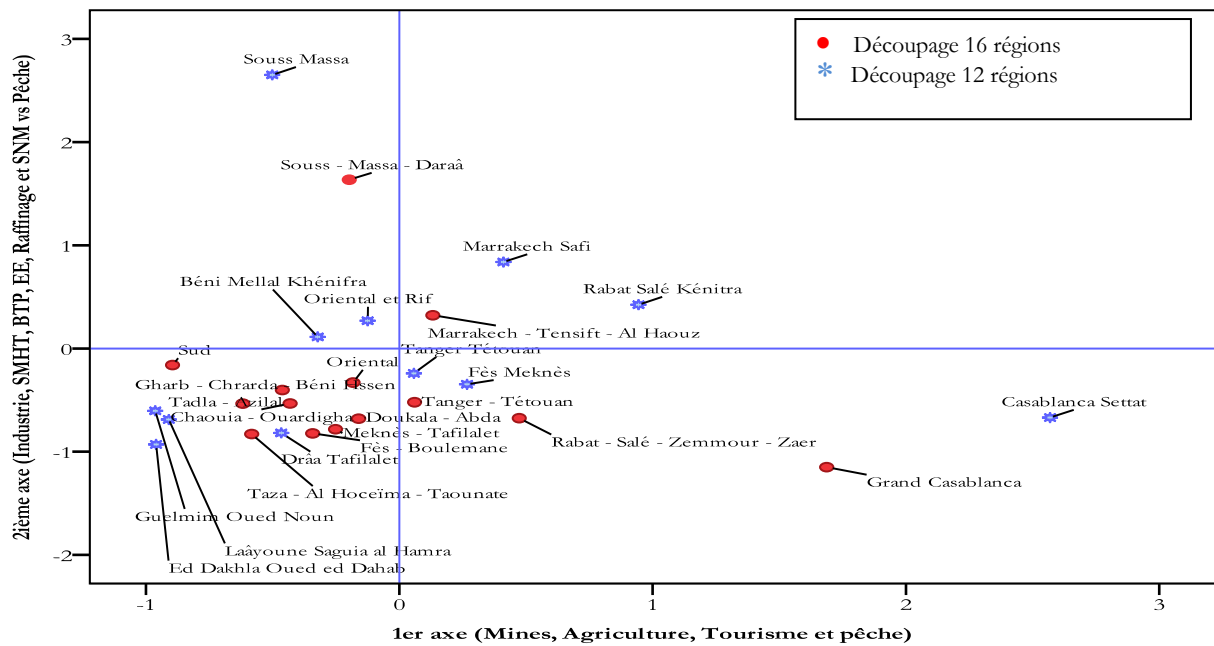 Découpage 16 régions
Découpage 12 régions
2ième axe (Industrie, SMHT, BTP, EE, Raffinage et SNM vs Pêche)
3
2
1
0
-1
-2
Souss Massa
Souss - Massa - Daraâ
Marrakech Safi
Béni Mellal Khénifra
Rabat Salé Kénitra
Oriental et Rif
Marrakech - Tensift - Al Haouz
Sud
Tanger Tétouan
Oriental
Fès Meknès
Gharb - Chrarda - Béni Hssen
Tadla - Azilal
Tanger - Tétouan
Casablanca Settat
Chaouia - Ouardigha
Doukala - Abda
Meknès - Tafilalet
Rabat - Salé - Zemmour - Zaer
Fès - Boulemane
Drâa Tafilalet
Grand Casablanca
Taza - Al Hoceïma - Taounate
Guelmim Oued Noun
Laâyoune Saguia al Hamra
Ed Dakhla Oued ed Dahab
-1
0
1
2
3
1er axe (Mines, Agriculture, Tourisme et pêche)